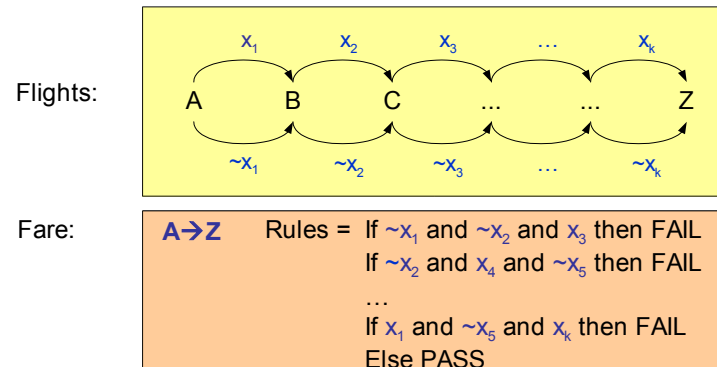 x₁ x₂ x₃ … xₖ
Flights: A B C ... ... Z
~x₁ ~x₂ ~x₃ … ~xₖ
Fare: A→Z Rules = If ~x₁ and ~x₂ and x₃ then FAIL
If ~x₂ and x₄ and ~x₅ then FAIL
…
If x₁ and ~x₅ and xₖ then FAIL
Else PASS